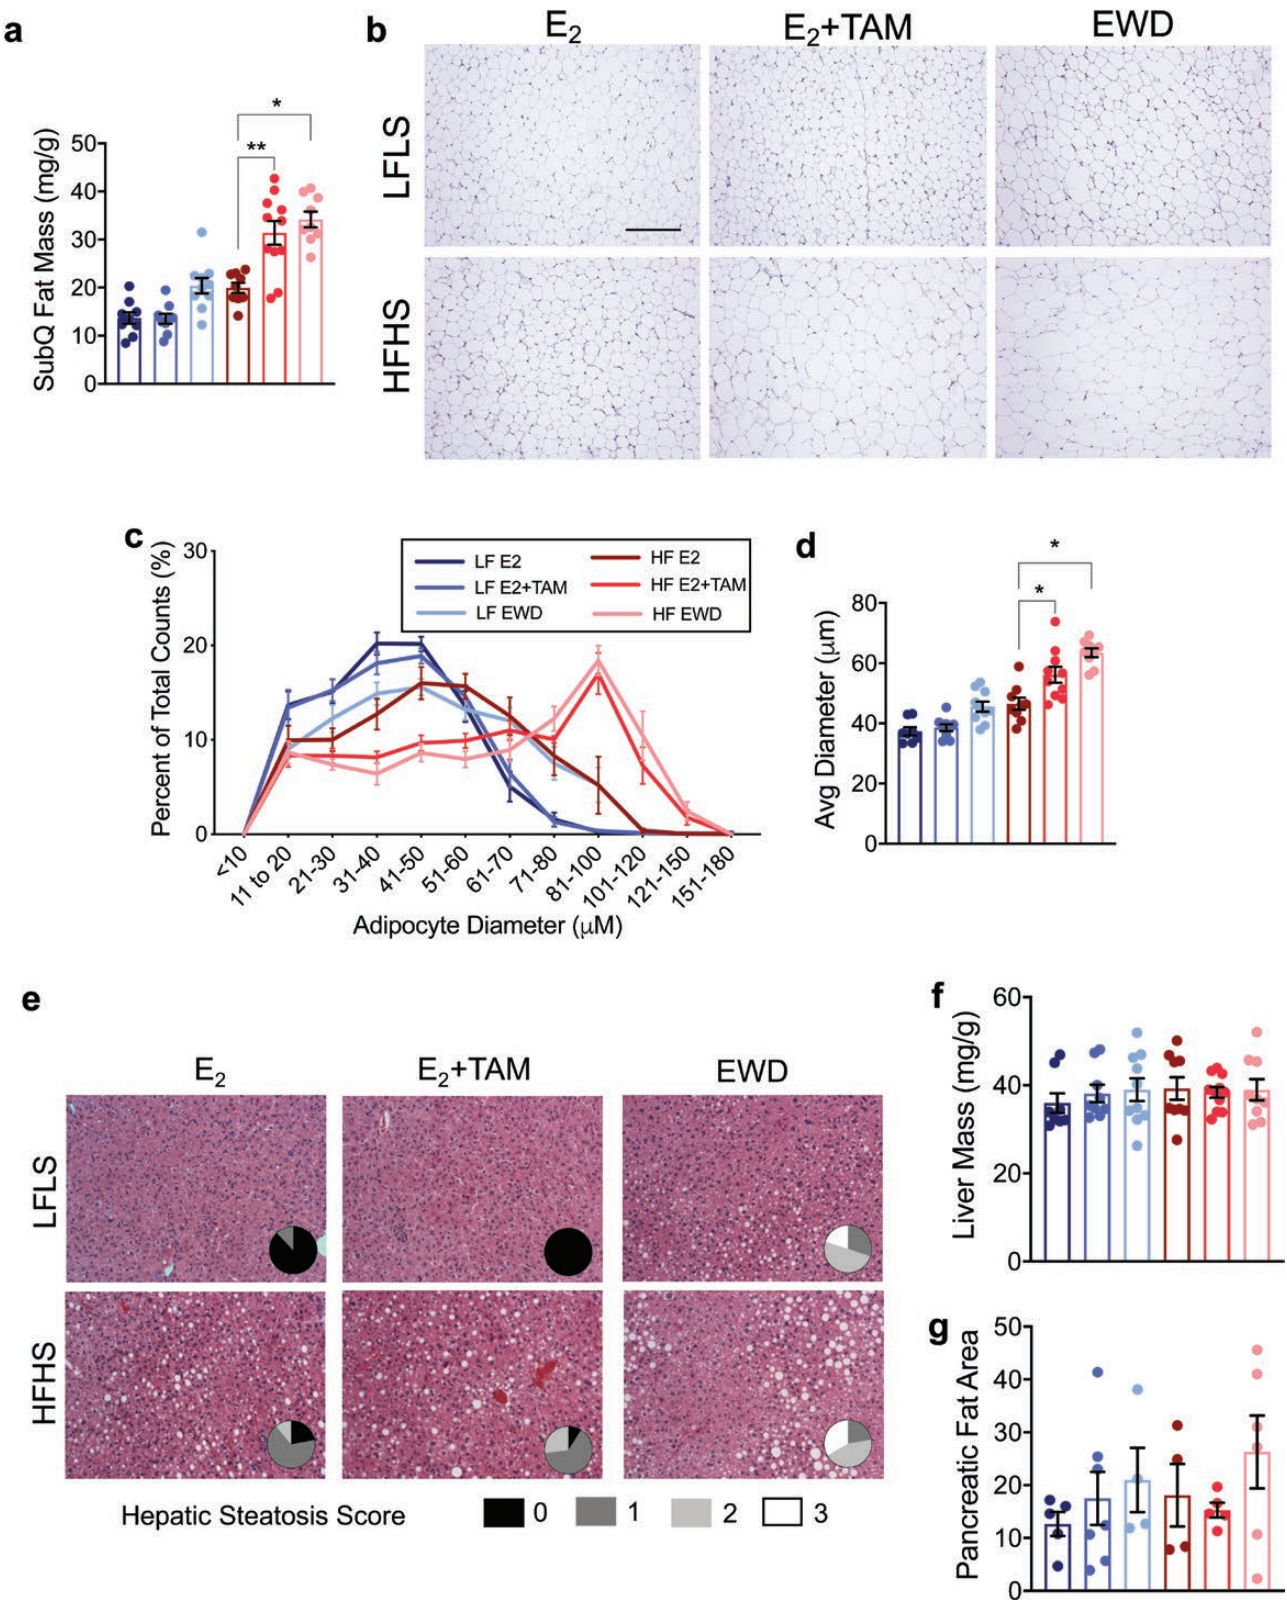 a
SubQ Fat Mass (mg/g)
50
40
30
20
10
0
**
*
b
E2
E2+TAM
EWD
LFLS
HFHS
c
Percent of Total Counts (%)
30
20
10
0
LF E2
LF E2+TAM
LF EWD
HF E2
HF E2+TAM
HF EWD
<10
11 to 20
21-30
31-40
41-50
51-60
61-70
71-80
81-100
101-120
121-150
151-180
Adipocyte Diameter (μM)
d
Avg Diameter (μm)
80
60
40
20
0
*
*
e
E2
E2+TAM
EWD
LFLS
HFHS
Hepatic Steatosis Score
0
1
2
3
f
Liver Mass (mg/g)
60
40
20
0
g
Pancreatic Fat Area
50
40
30
20
10
0